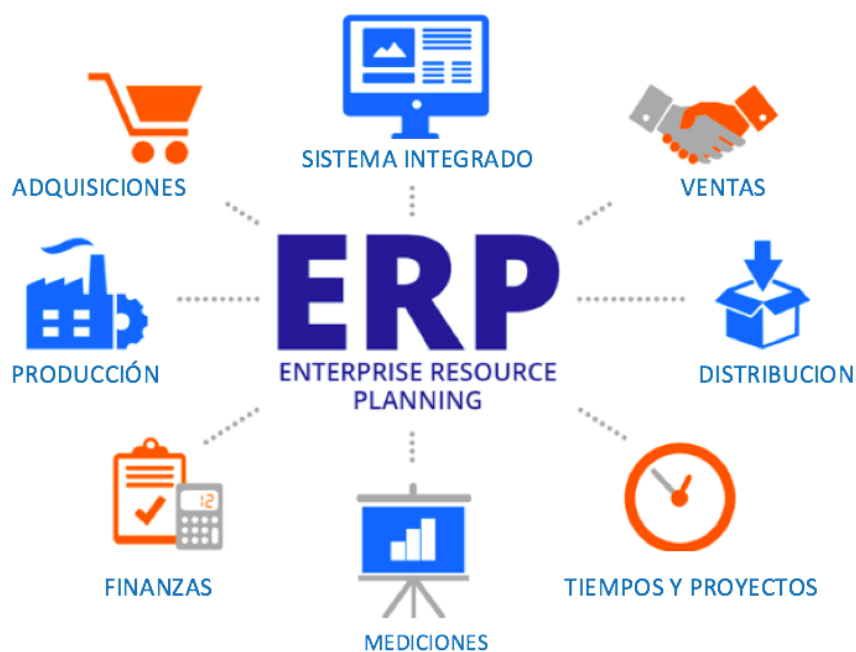 SISTEMA INTEGRADO
ADQUISICIONES
VENTAS
ERP
ENTERPRISE RESOURCE
PLANNING
PRODUCCIÓN
DISTRIBUCION
12
FINANZAS
TIEMPOS Y PROYECTOS
MEDICIONES